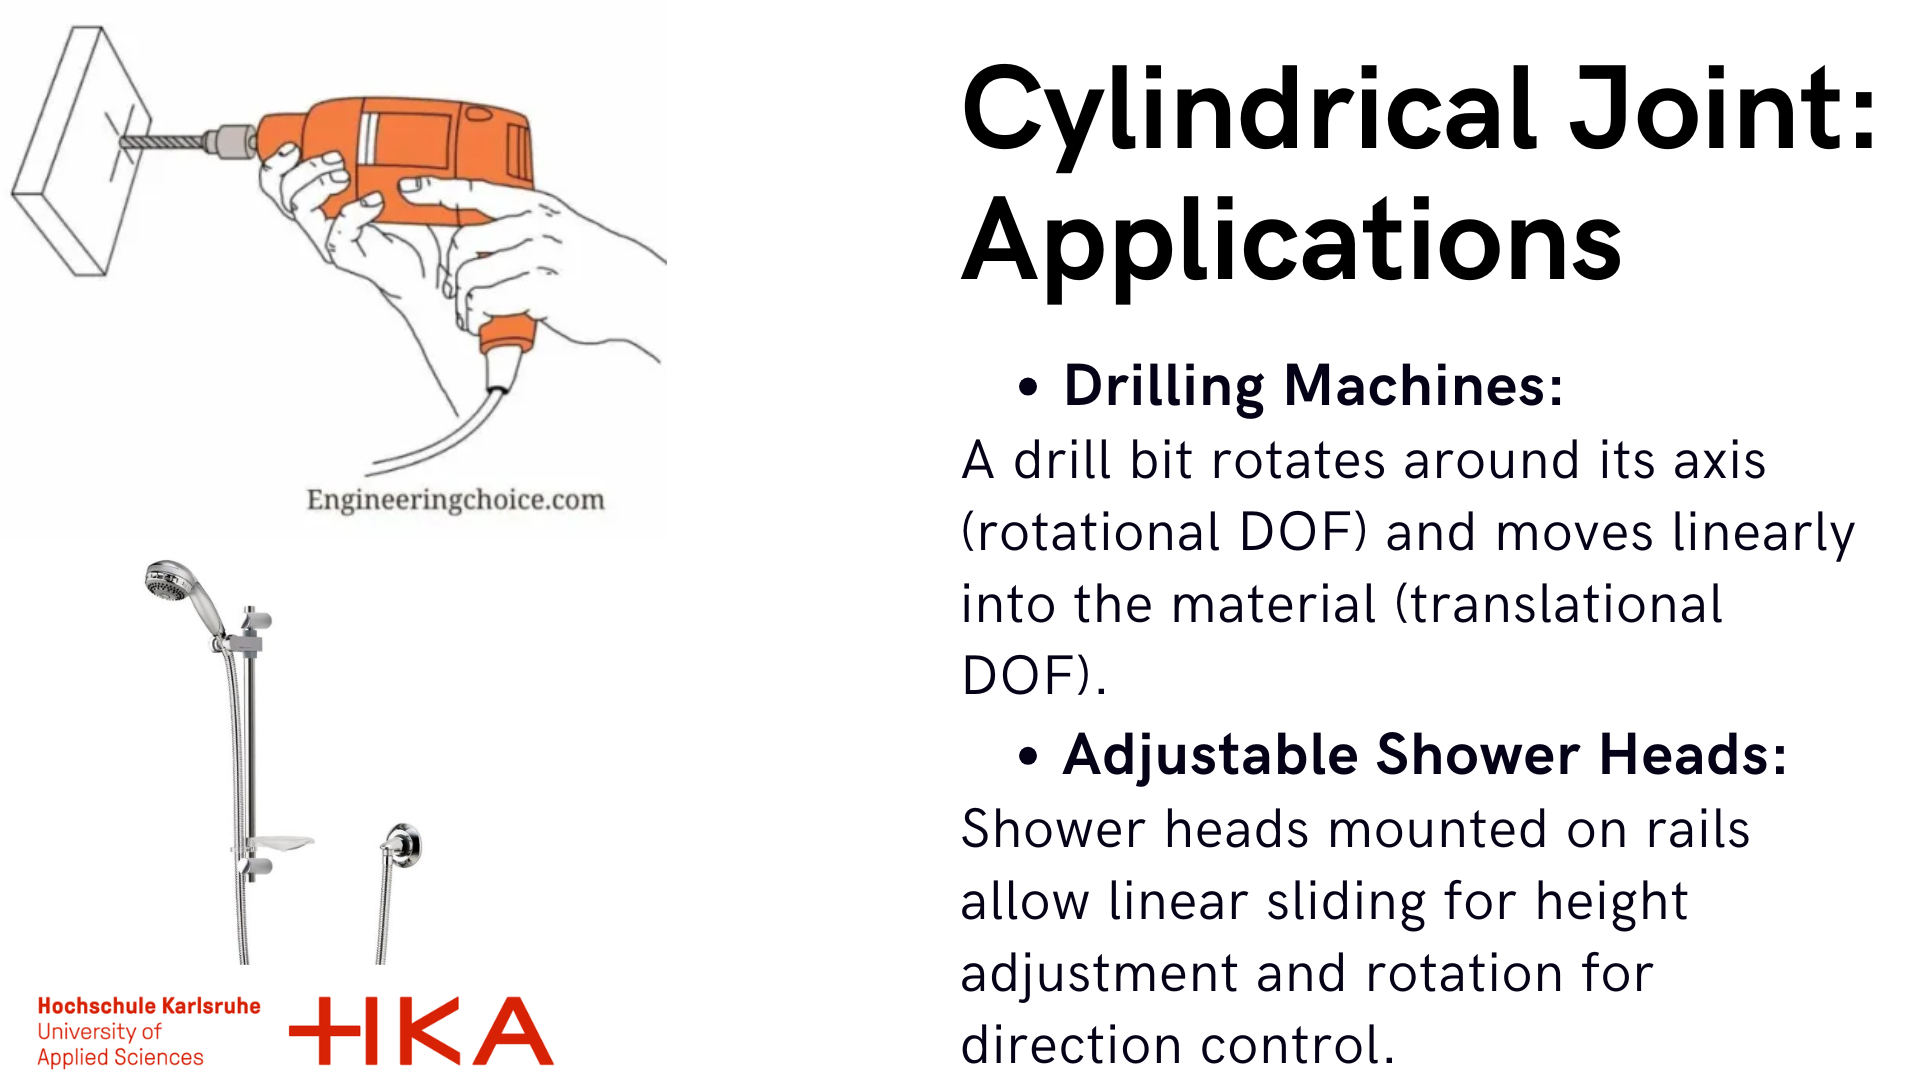 Cylindrical Joint:
Applications
• Drilling Machines:
A drill bit rotates around its axis
(rotational DOF) and moves linearly
into the material (translational
DOF).
• Adjustable Shower Heads:
Shower heads mounted on rails
allow linear sliding for height
adjustment and rotation for
direction control.
Engineeringchoice.com
Hochschule Karlsruhe
University of
Applied Sciences
HKA